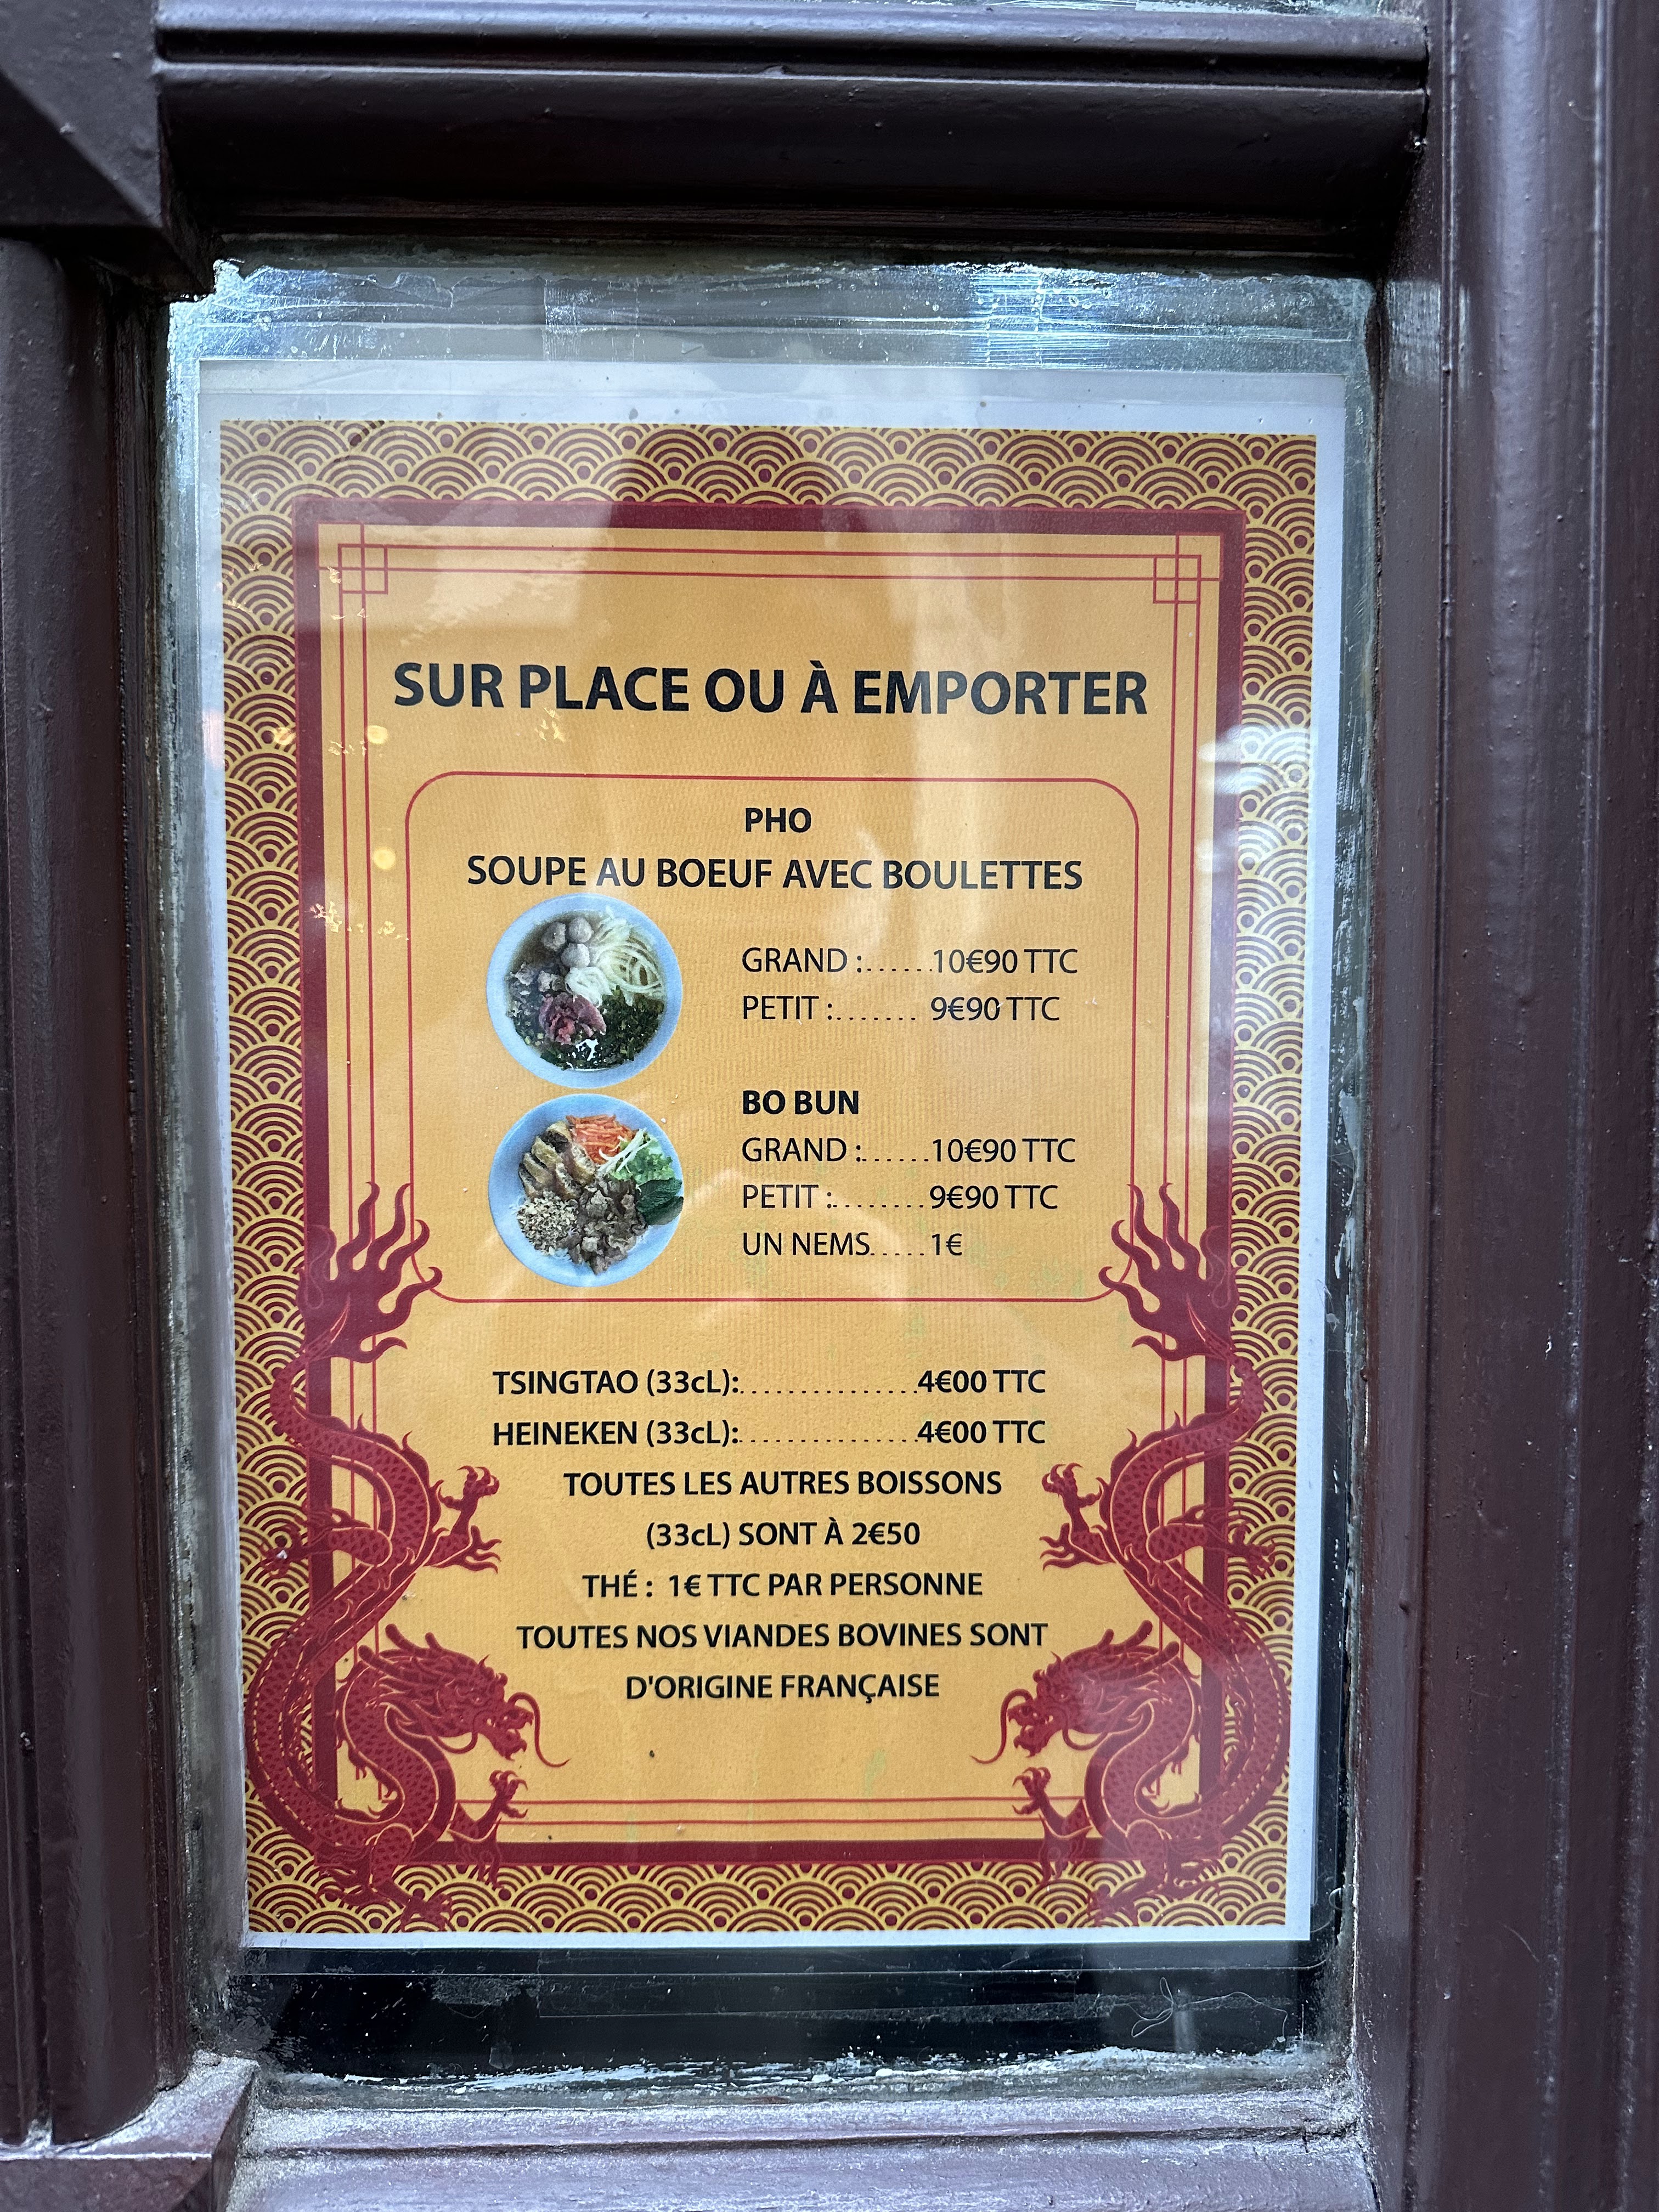 SUR PLACE OU À EMPORTER
PHO
SOUPE AU BOEUF AVEC BOULETTES
GRAND :......10€90 TTC
PETIT :....... 9€90 TTC
BO BUN
GRAND :......10€90 TTC
PETIT :........9€90 TTC
UN NEMS.....1€
TSINGTAO (33cL):...............4€00 TTC
HEINEKEN (33cL):...............4€00 TTC
TOUTES LES AUTRES BOISSONS
(33cL) SONT À 2€50
THÉ : 1€ TTC PAR PERSONNE
TOUTES NOS VIANDES BOVINES SONT
D'ORIGINE FRANÇAISE